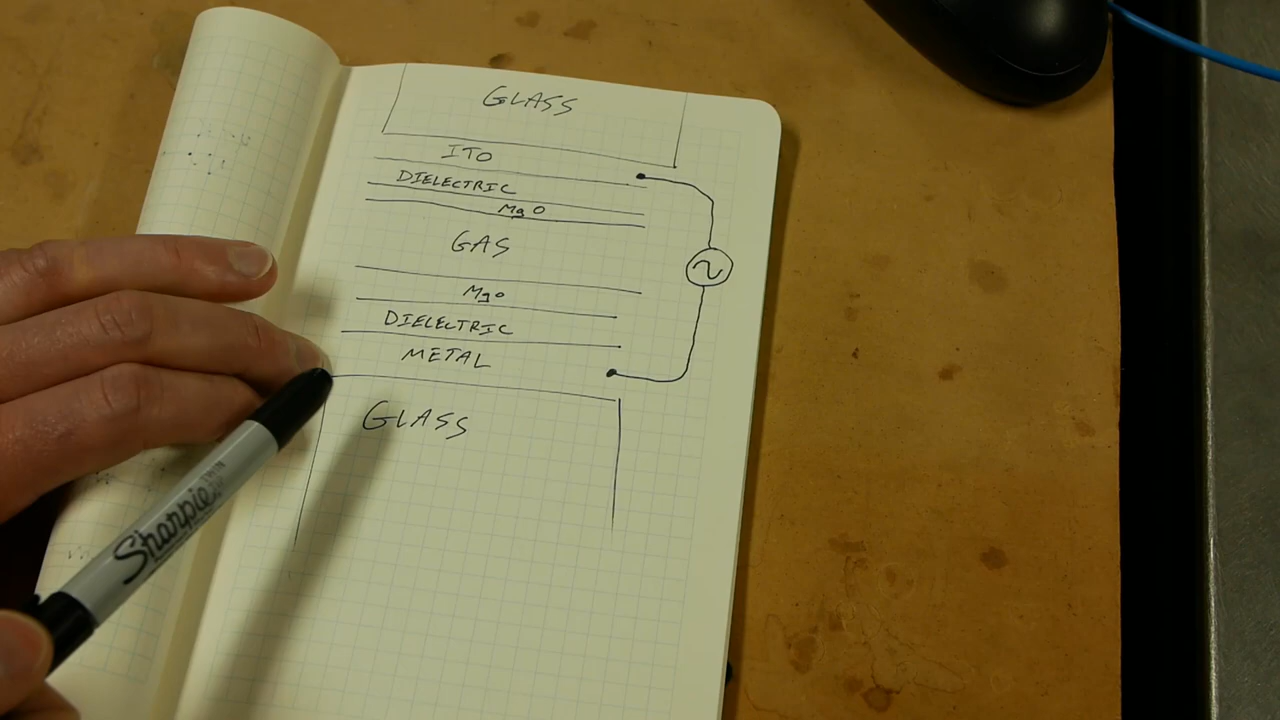 GLASS
ITO
DIELECTRIC
MgO
GAS
MgO
DIELECTRIC
METAL
GLASS
Sharpie